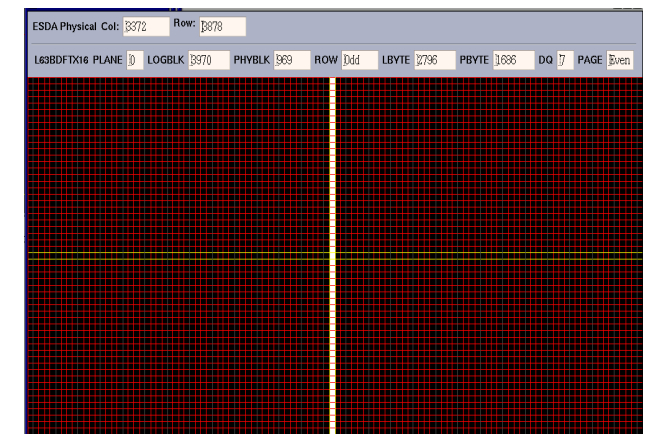 ESDA Physical Col: 3372 Row: 3878
L63BDFTX16 PLANE 0 LOGBLK 3970 PHYBLK 969 ROW Odd LBYTE 2796 PBYTE 1686 DQ 7 PAGE Even